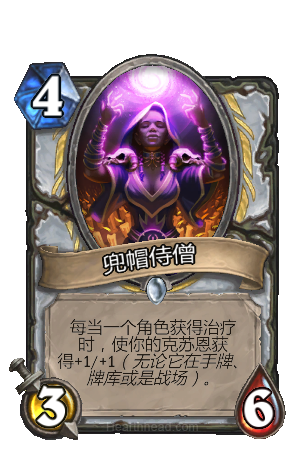 4
兜帽侍僧
每当一个角色获得治疗
时，使你的克苏恩获
得+1/+1（无论它在手牌、
牌库或是战场）。
3
6